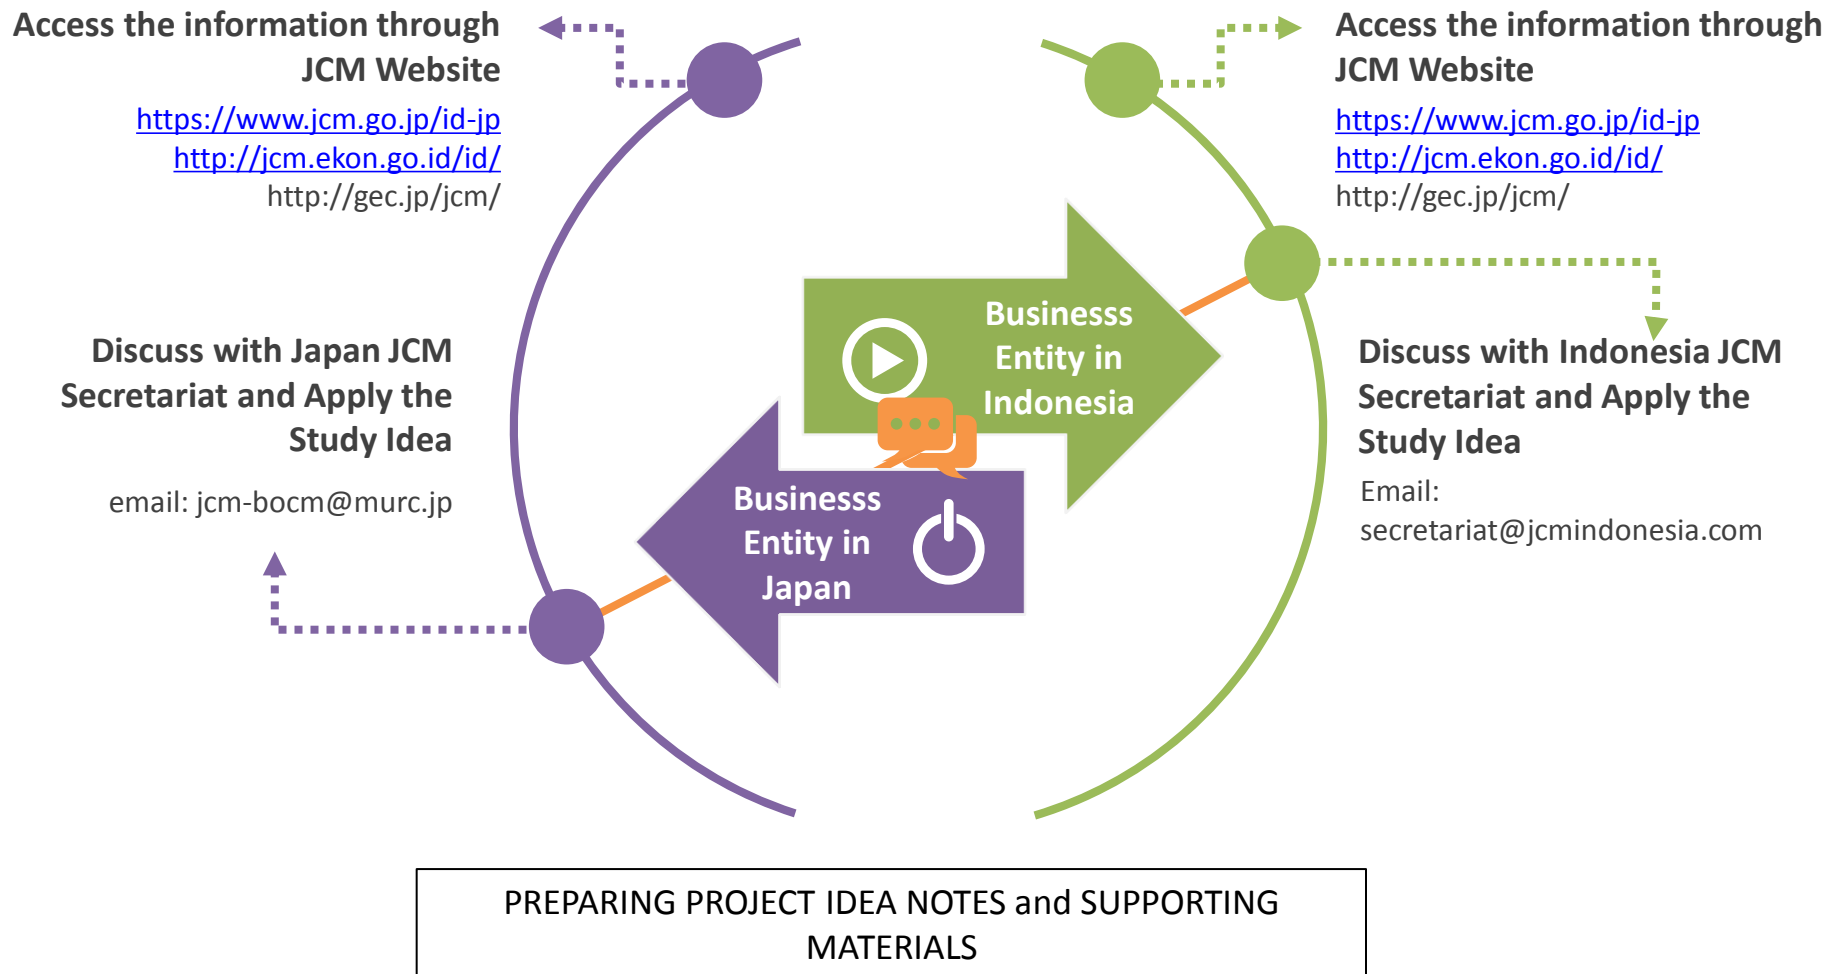 Access the information through
JCM Website
https://www.jcm.go.jp/id-jp
http://jcm.ekon.go.id/id/
http://gec.jp/jcm/
Discuss with Japan JCM
Secretariat and Apply the
Study Idea
email: jcm-bocm@murc.jp
Businesss
Entity in
Indonesia
Businesss
Entity in
Japan
Access the information through
JCM Website
https://www.jcm.go.jp/id-jp
http://jcm.ekon.go.id/id/
http://gec.jp/jcm/
Discuss with Indonesia JCM
Secretariat and Apply the
Study Idea
Email:
secretariat@jcmindonesia.com
PREPARING PROJECT IDEA NOTES and SUPPORTING
MATERIALS